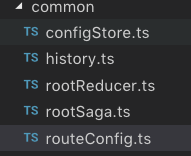 common
TS configStore.ts
TS history.ts
TS rootReducer.ts
TS rootSaga.ts
TS routeConfig.ts